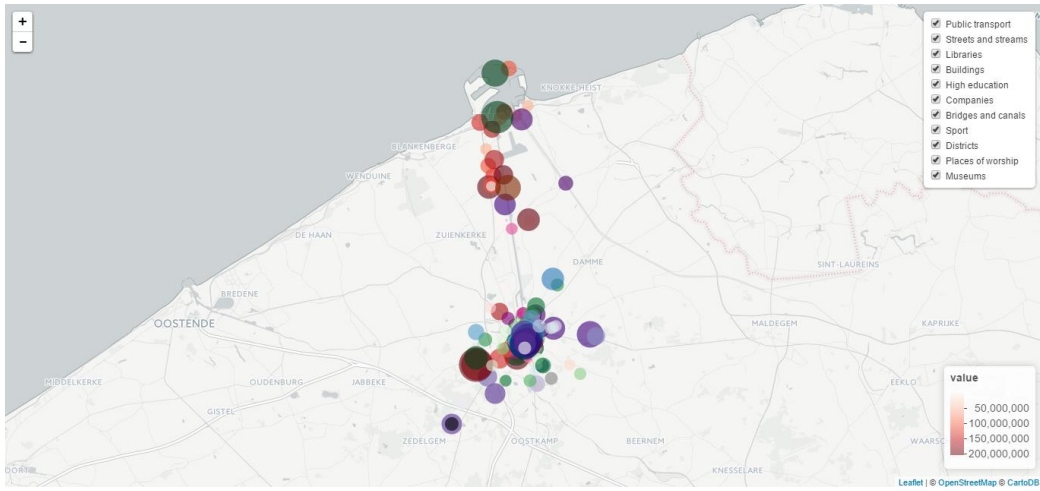 +
−
Public transport
Streets and streams
Libraries
Buildings
High education
Companies
Bridges and canals
Sport
Districts
Places of worship
Museums
KNOKKE-HEIST
BLANKENBERGE
WENDUINE
DE HAAN
ZUIENKERKE
DAMME
SINT-LAUREINS
BREDENE
OOSTENDE
MALDEGEM
KAPRIJKE
MIDDELKERKE
OUDENBURG
JABBEKE
EEKLO
GISTEL
ZEDELGEM
OOSTKAMP
BEERNEM
WAARSC
KNESSELARE
value
50,000,000
100,000,000
150,000,000
200,000,000
Leaflet | © OpenStreetMap © CartoDB